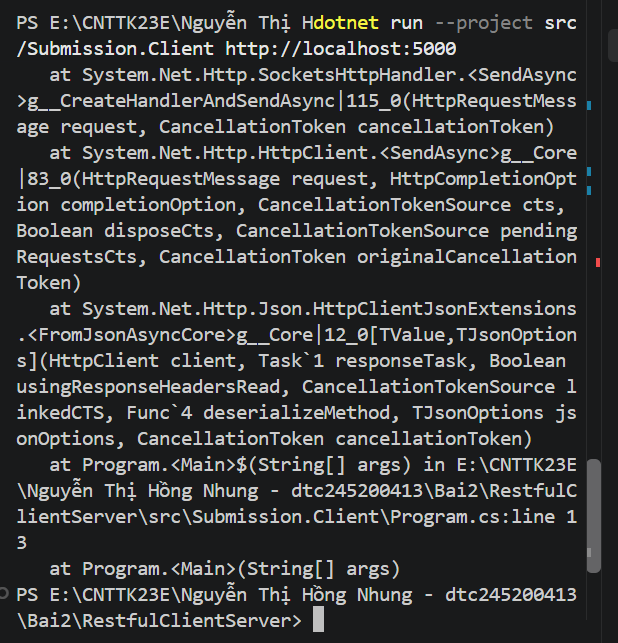 PS E:\CNTTK23E\Nguyễn Thị Hdotnet run --project src
/Submission.Client http://localhost:5000
   at System.Net.Http.SocketsHttpHandler.<SendAsync
>g__CreateHandlerAndSendAsync|115_0(HttpRequestMess
age request, CancellationToken cancellationToken)
   at System.Net.Http.HttpClient.<SendAsync>g__Core
|83_0(HttpRequestMessage request, HttpCompletionOpt
ion completionOption, CancellationTokenSource cts,
Boolean disposeCts, CancellationTokenSource pending
RequestsCts, CancellationToken originalCancellation
Token)
   at System.Net.Http.Json.HttpClientJsonExtensions
.<FromJsonAsyncCore>g__Core|12_0[TValue,TJsonOption
s](HttpClient client, Task`1 responseTask, Boolean
usingResponseHeadersRead, CancellationTokenSource l
inkedCTS, Func`4 deserializeMethod, TJsonOptions js
onOptions, CancellationToken cancellationToken)
   at Program.<Main>$(String[] args) in E:\CNTTK23E
\Nguyễn Thị Hồng Nhung - dtc245200413\Bai2\RestfulC
lientServer\src\Submission.Client\Program.cs:line 1
3
   at Program.<Main>(String[] args)
PS E:\CNTTK23E\Nguyễn Thị Hồng Nhung - dtc245200413
\Bai2\RestfulClientServer>